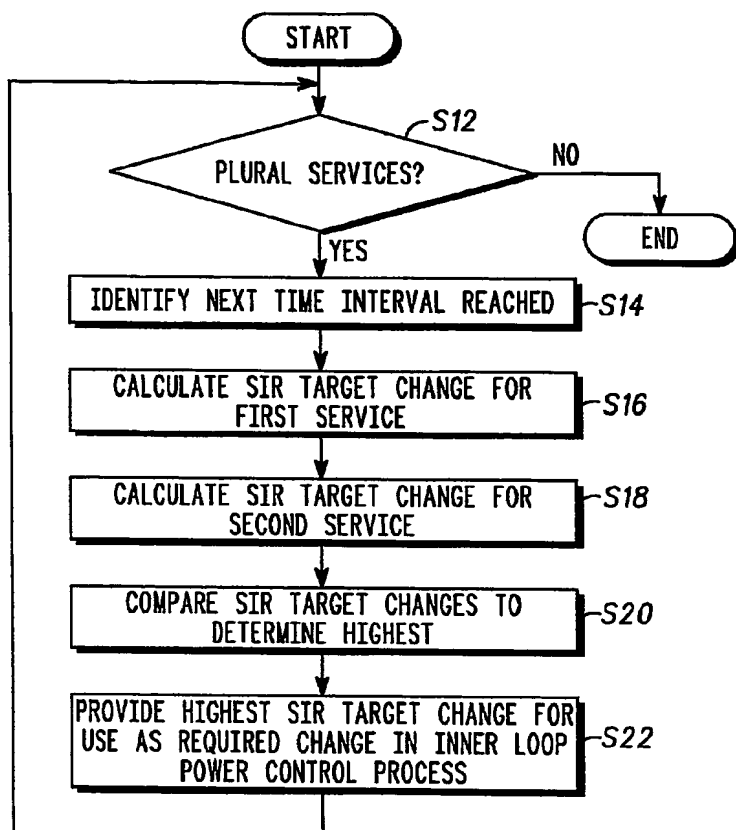 START
S12
PLURAL SERVICES?
NO
END
YES
IDENTIFY NEXT TIME INTERVAL REACHED
S14
CALCULATE SIR TARGET CHANGE FOR
FIRST SERVICE
S16
CALCULATE SIR TARGET CHANGE FOR
SECOND SERVICE
S18
COMPARE SIR TARGET CHANGES TO
DETERMINE HIGHEST
S20
PROVIDE HIGHEST SIR TARGET CHANGE FOR
USE AS REQUIRED CHANGE IN INNER LOOP
POWER CONTROL PROCESS
S22